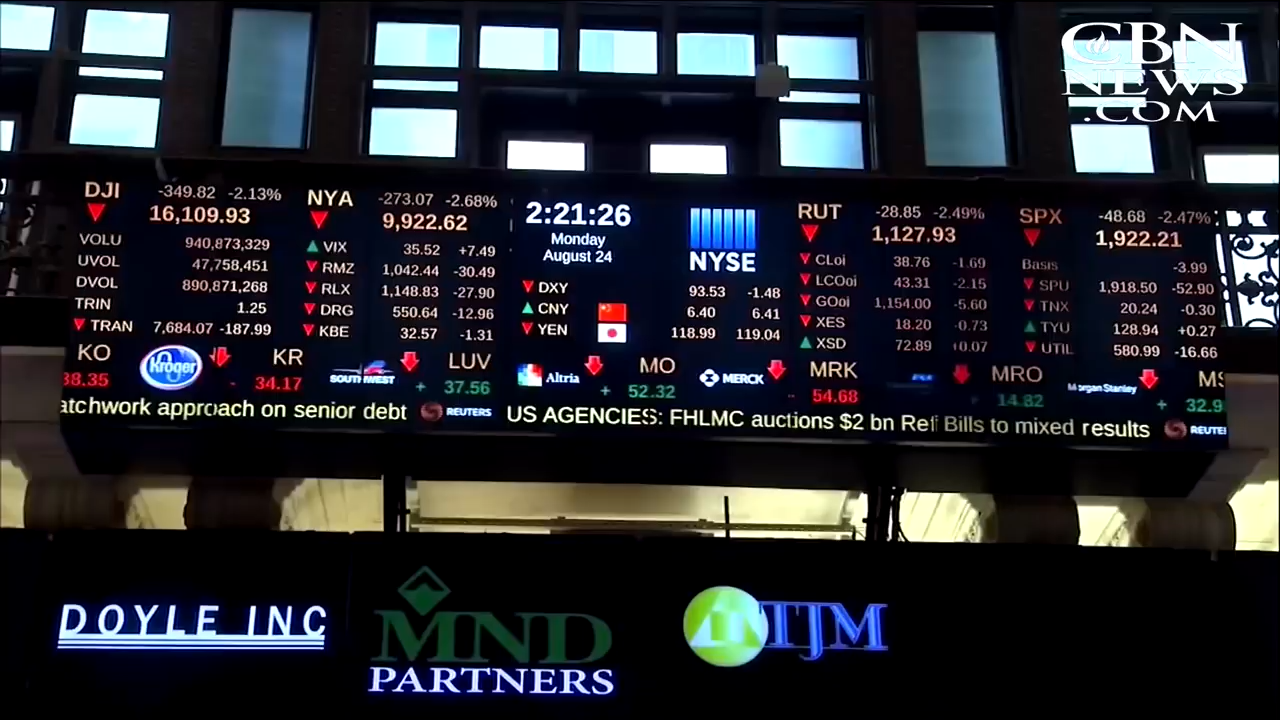 CBN
NEWS
.COM
DJI -349.82 -2.13%
16,109.93
VOLU 940,873,329
UVOL 47,758,451
DVOL 890,871,268
TRIN 1.25
TRAN 7,684.07 -187.99
NYA -273.07 -2.68%
9,922.62
VIX 35.52 +7.49
RMZ 1,042.44 -30.49
RLX 1,148.83 -27.90
DRG 550.64 -12.96
KBE 32.57 -1.31
2:21:26
Monday
August 24
NYSE
DXY 93.53 -1.48
CNY 6.40 6.41
YEN 118.99 119.04
RUT -28.85 -2.49%
1,127.93
CLoi 38.76 -1.69
LCOoi 43.31 -2.15
GOoi 1,154.00 -5.60
XES 18.20 -0.73
XSD 72.89 +0.07
SPX -48.68 -2.47%
1,922.21
Basis -3.99
SPU 1,918.50 -52.90
TNX 20.24 -0.30
TYU 128.94 +0.27
UTIL 580.99 -16.66
KO Kroger KR SOUTHWEST LUV Altria MO MERCK MRK MRO Morgan Stanley MS
38.35 - 34.17 + 37.56 + 52.32 - 54.68 + 14.82 + 32.9
atchwork approach on senior debt REUTERS US AGENCIES: FHLMC auctions $2 bn Ref Bills to mixed results REUTE
DOYLE INC
MND
PARTNERS
TJM